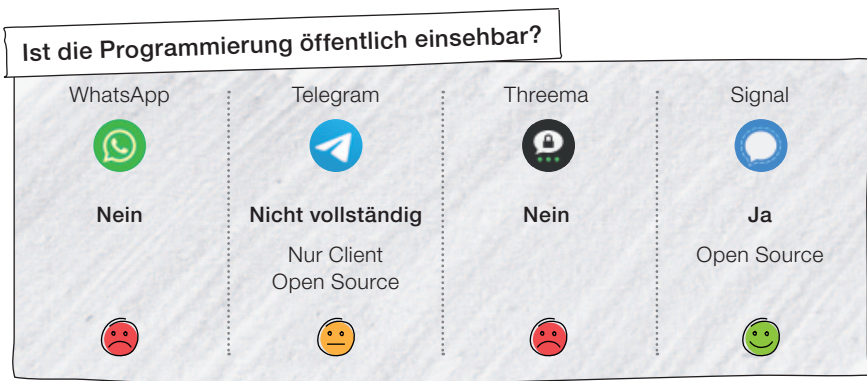 Ist die Programmierung öffentlich einsehbar?
WhatsApp
Nein
Telegram
Nicht vollständig
Nur Client
Open Source
Threema
Nein
Signal
Ja
Open Source